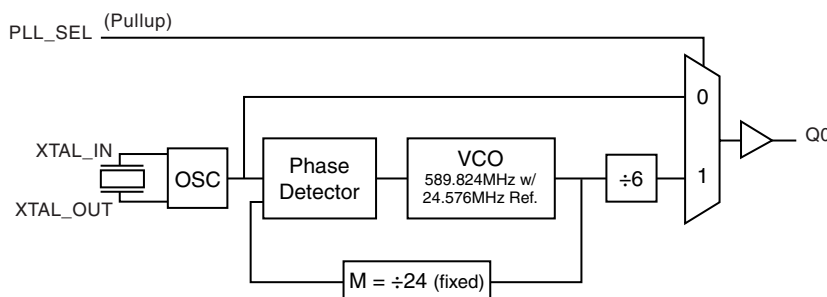 PLL_SEL (Pullup)
0
Q0
XTAL_IN
OSC
XTAL_OUT
Phase
Detector
VCO
589.824MHz w/
24.576MHz Ref.
÷6
1
M = ÷24 (fixed)